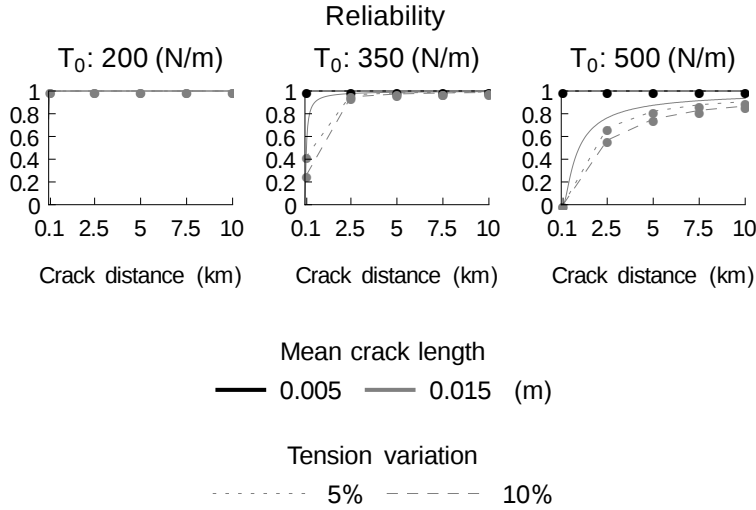 Reliability
T₀: 200 (N/m)
T₀: 350 (N/m)
T₀: 500 (N/m)
1
0.8
0.6
0.4
0.2
0
0.1 2.5 5 7.5 10
Crack distance (km)
1
0.8
0.6
0.4
0.2
0
0.1 2.5 5 7.5 10
Crack distance (km)
1
0.8
0.6
0.4
0.2
0
0.1 2.5 5 7.5 10
Crack distance (km)
Mean crack length
0.005 0.015 (m)
Tension variation
5% 10%